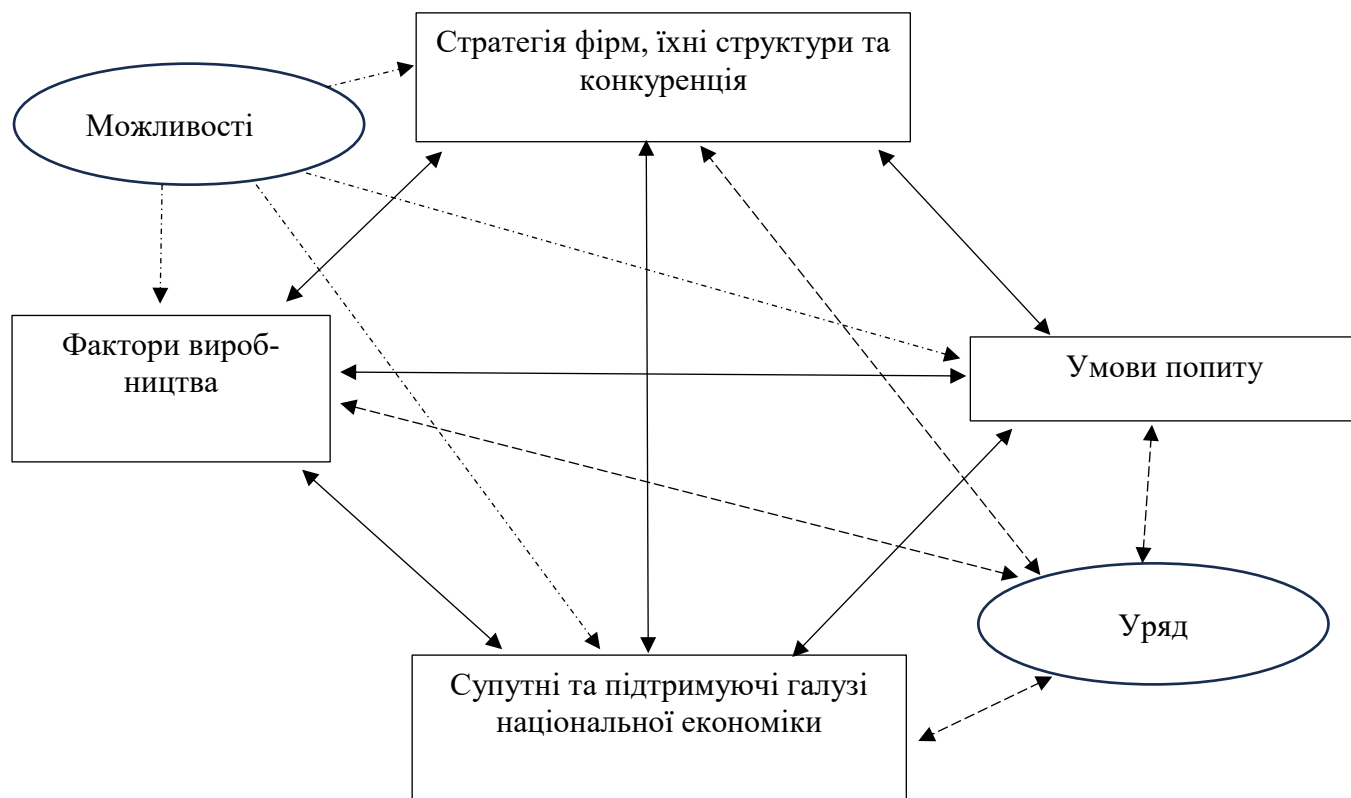 Стратегія фірм, їхні структури та
конкуренція
Можливості
Фактори вироб-
ництва
Умови попиту
Уряд
Супутні та підтримуючі галузі
національної економіки